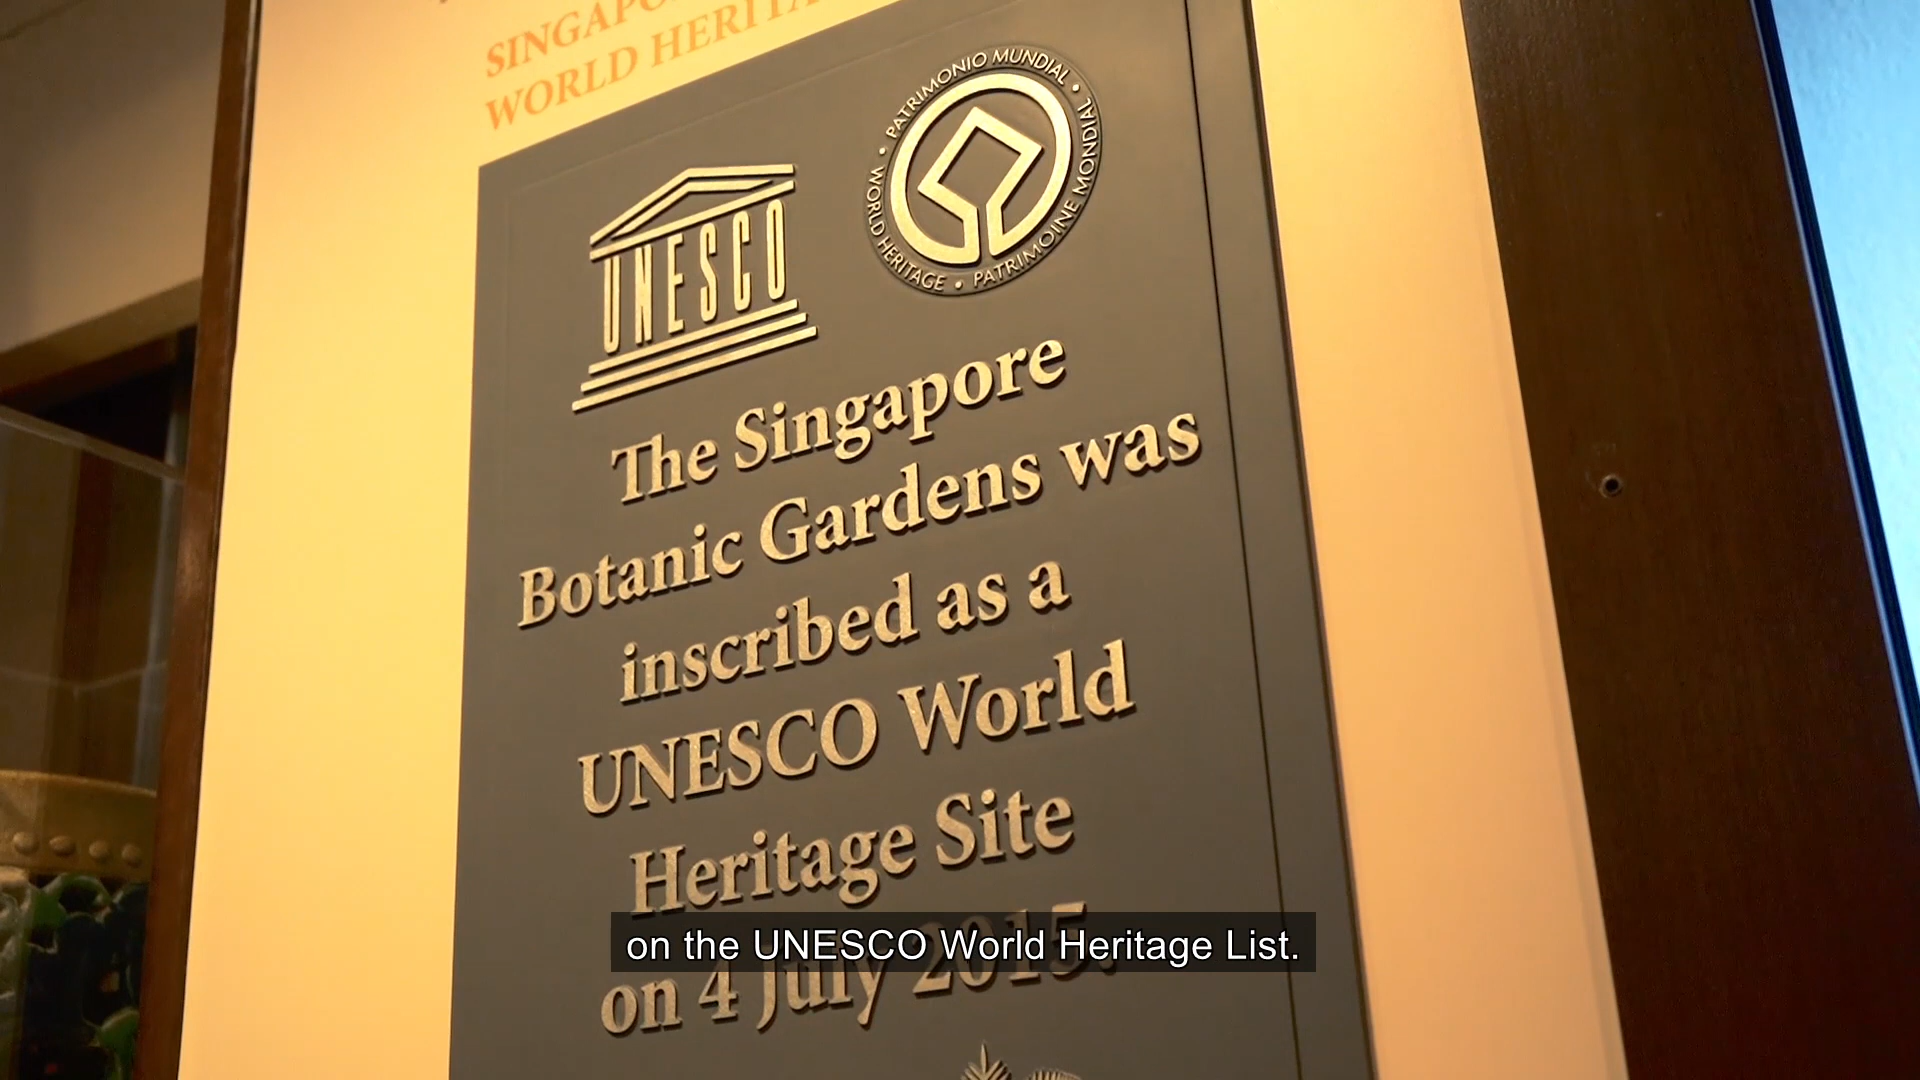 SINGAPO
WORLD HERITA
UNESCO
PATRIMONIO MUNDIAL • PATRIMOINE MONDIAL • WORLD HERITAGE •
The Singapore
Botanic Gardens was
inscribed as a
UNESCO World
Heritage Site
on 4 July 2015.
on the UNESCO World Heritage List.